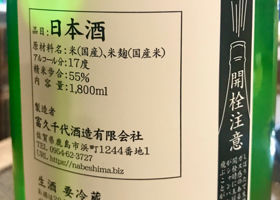 品目:日本酒
原材料名:米(国産)、米麹(国産米)
アルコール分:17度
精米歩合:55%
内容量:1,800ml
製造者
富久千代酒造有限会社
佐賀県鹿島市浜町1244番地1
TEL 0954-62-3727
URL https://nabeshima.biz
生酒 要冷蔵
開栓注意